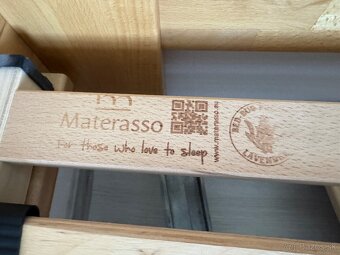 Materasso
For those who love to sleep
www.materasso.eu
LAVENDER